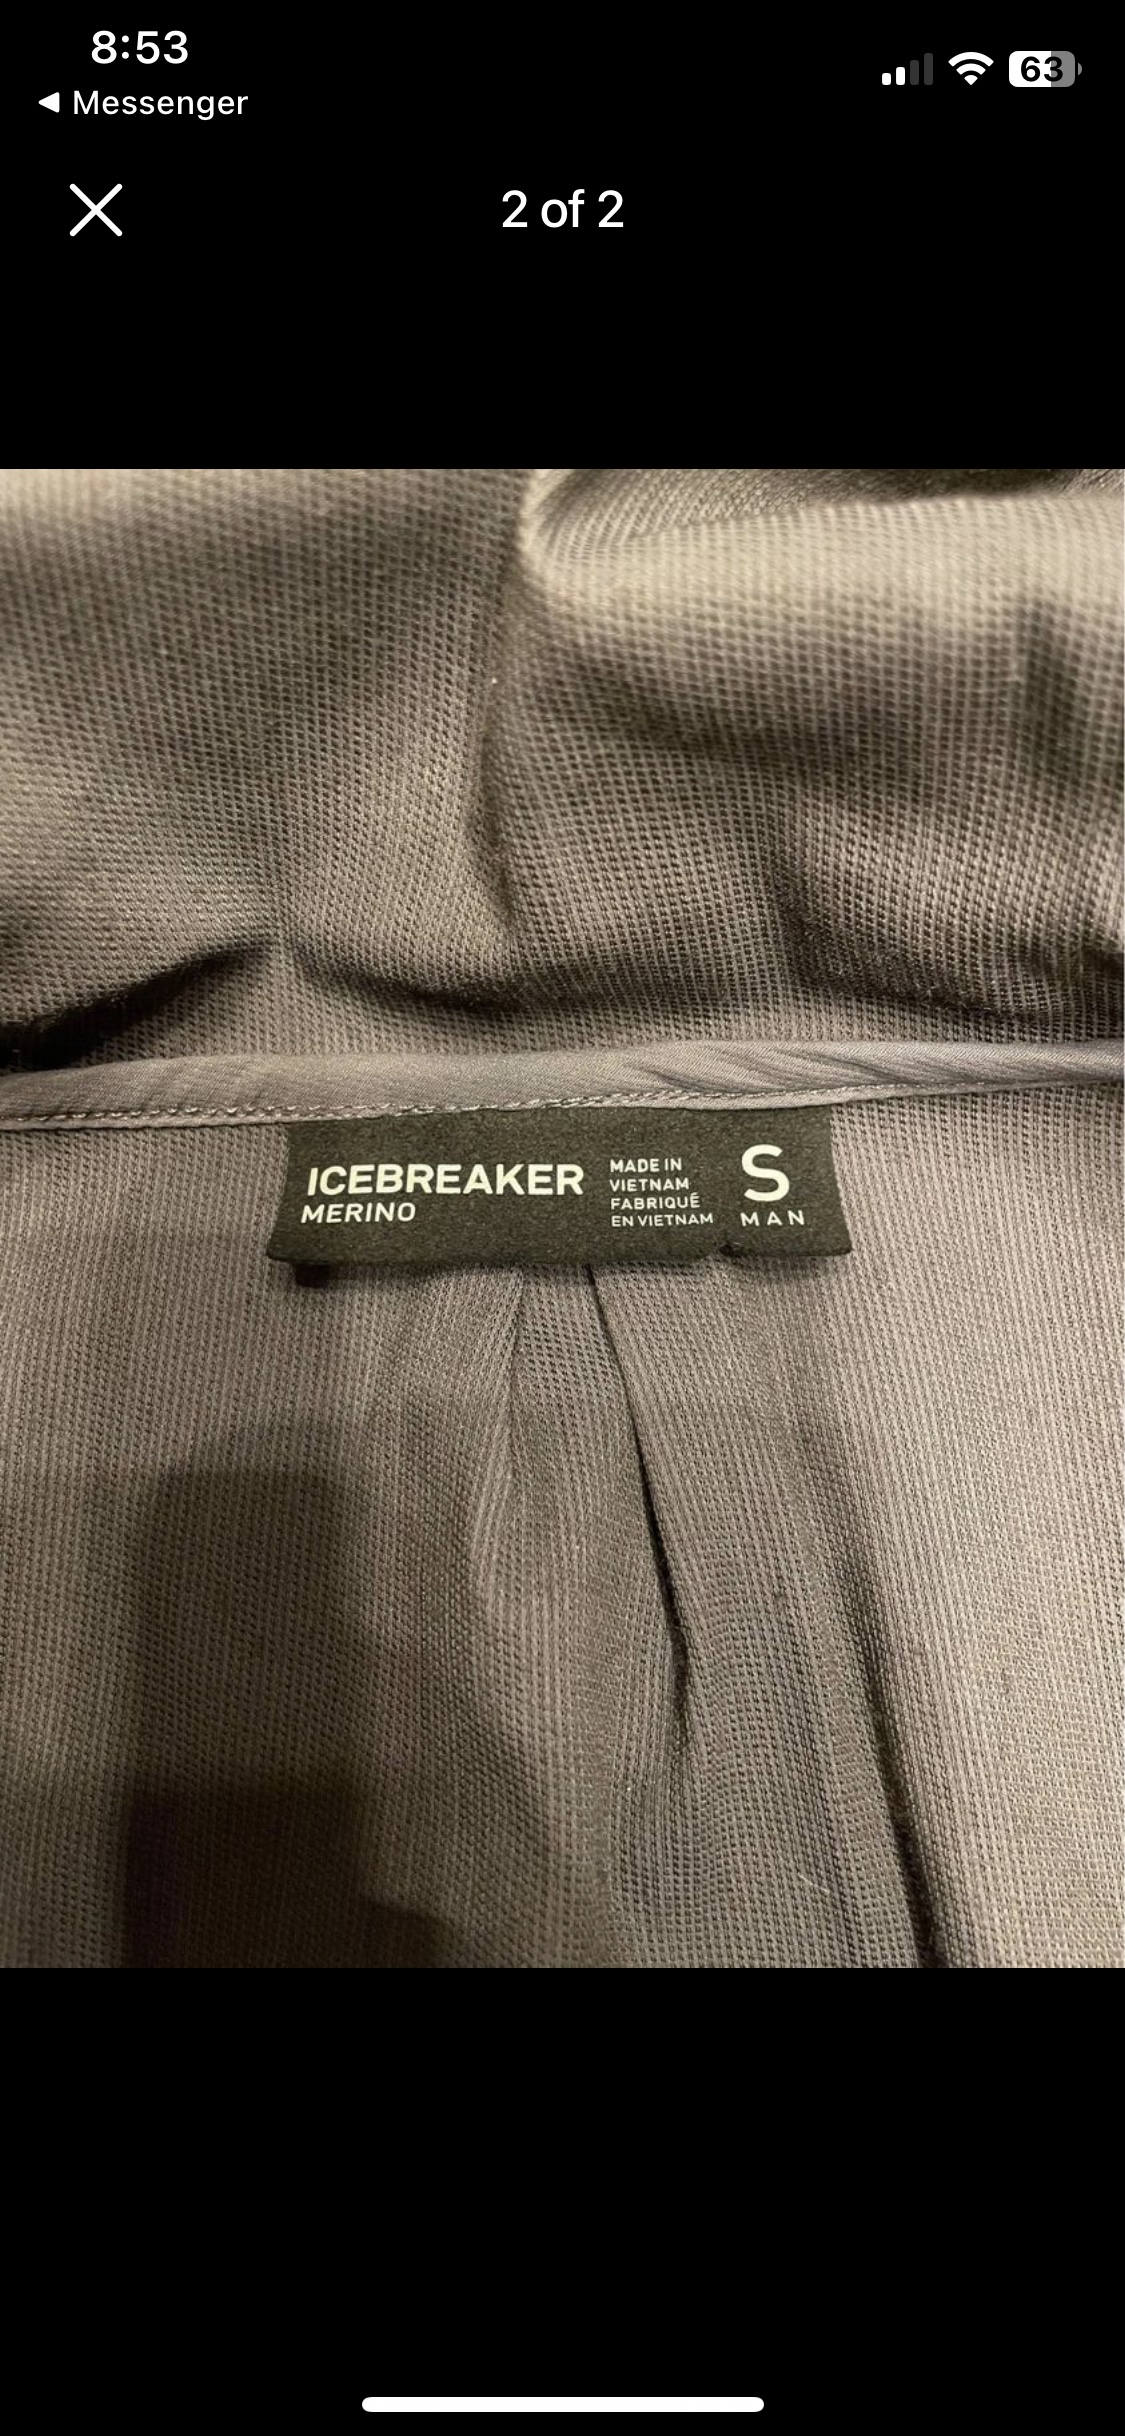 8:53
◀ Messenger
63
2 of 2
ICEBREAKER
MERINO
MADE IN
VIETNAM
FABRIQUÉ
EN VIETNAM
S
MAN